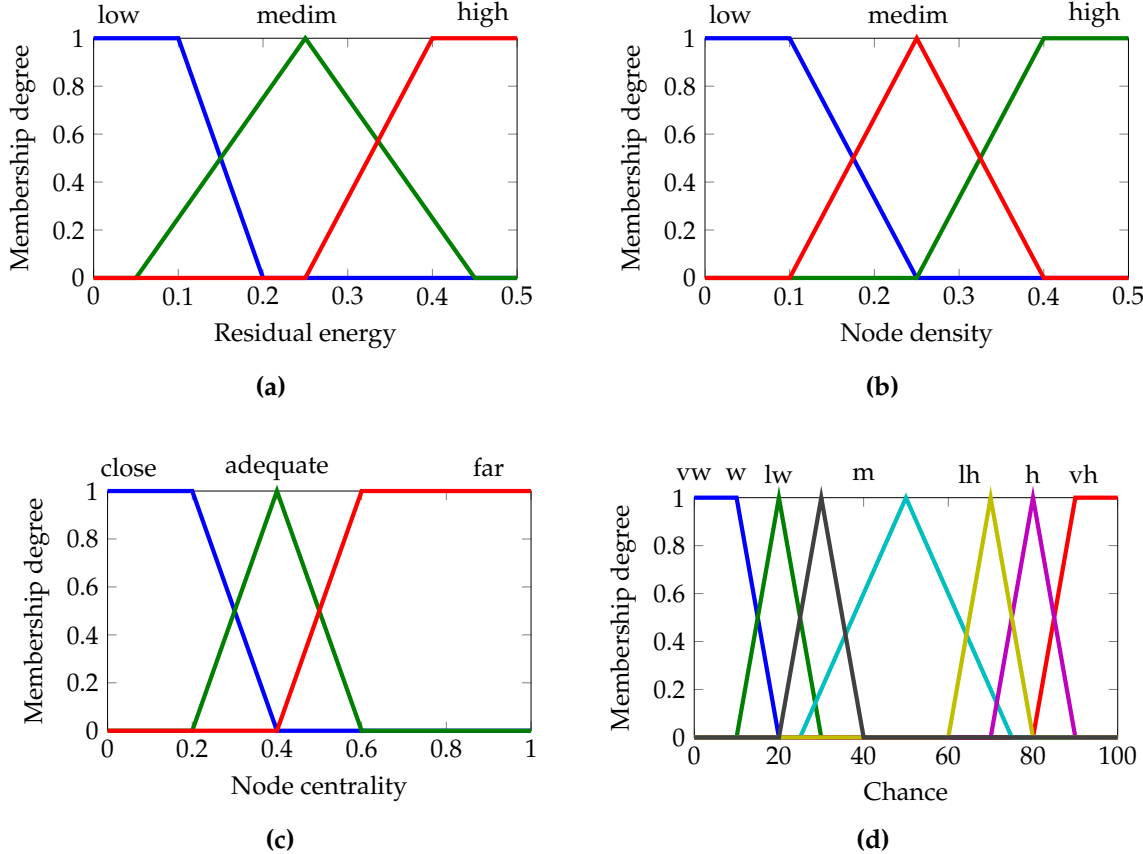 low medim high
1
0.8
0.6
0.4
0.2
0
Membership degree
0 0.1 0.2 0.3 0.4 0.5
Residual energy
(a)
low medim high
1
0.8
0.6
0.4
0.2
0
Membership degree
0 0.1 0.2 0.3 0.4 0.5
Node density
(b)
close adequate far
1
0.8
0.6
0.4
0.2
0
Membership degree
0 0.2 0.4 0.6 0.8 1
Node centrality
(c)
vw w lw m lh h vh
1
0.8
0.6
0.4
0.2
0
Membership degree
0 20 40 60 80 100
Chance
(d)